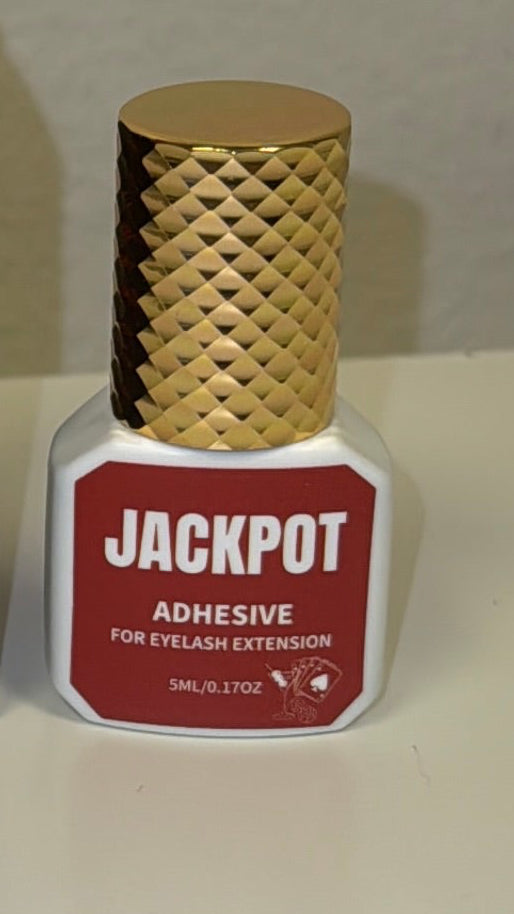 JACKPOT
ADHESIVE
FOR EYELASH EXTENSION
5ML/0.17OZ